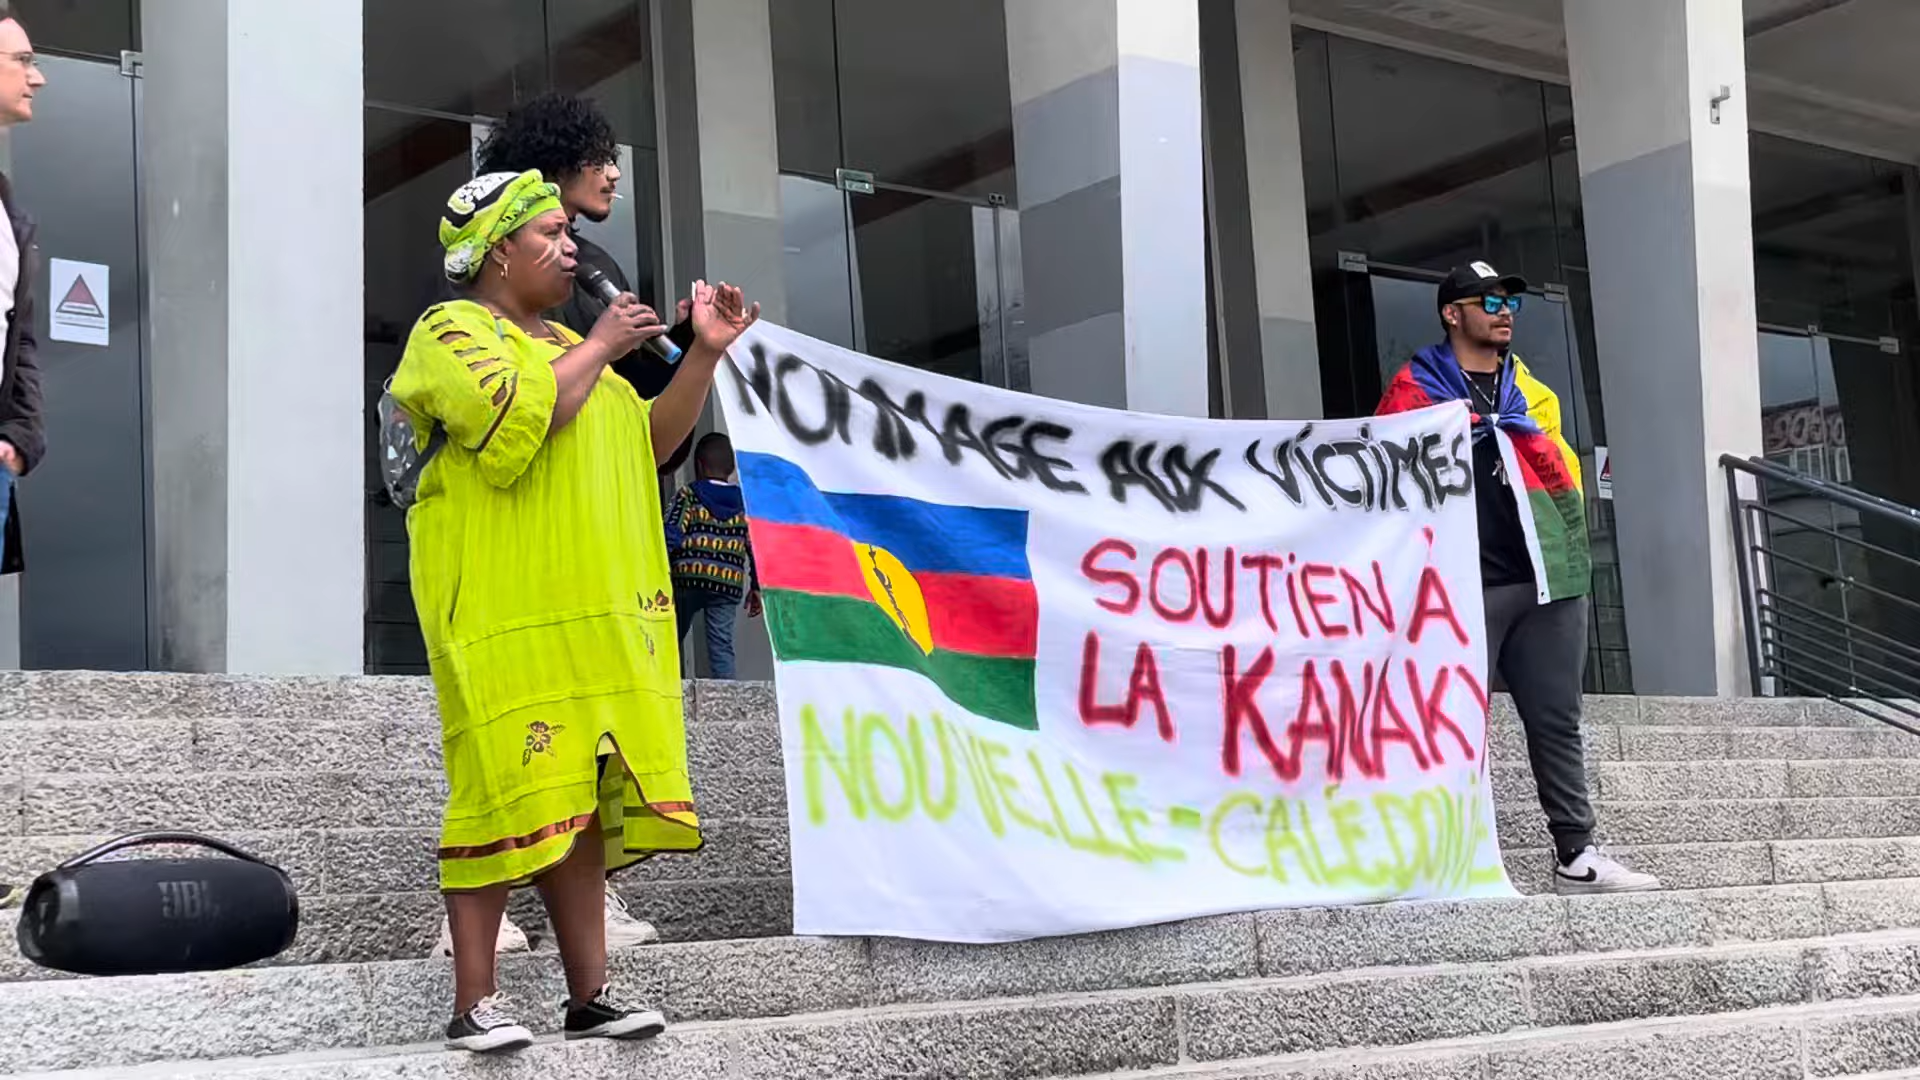 HOMMAGE AUX VICTIMES
SOUTIEN À
LA KANAKY
NOUVELLE-CALÉDONIE
JBL